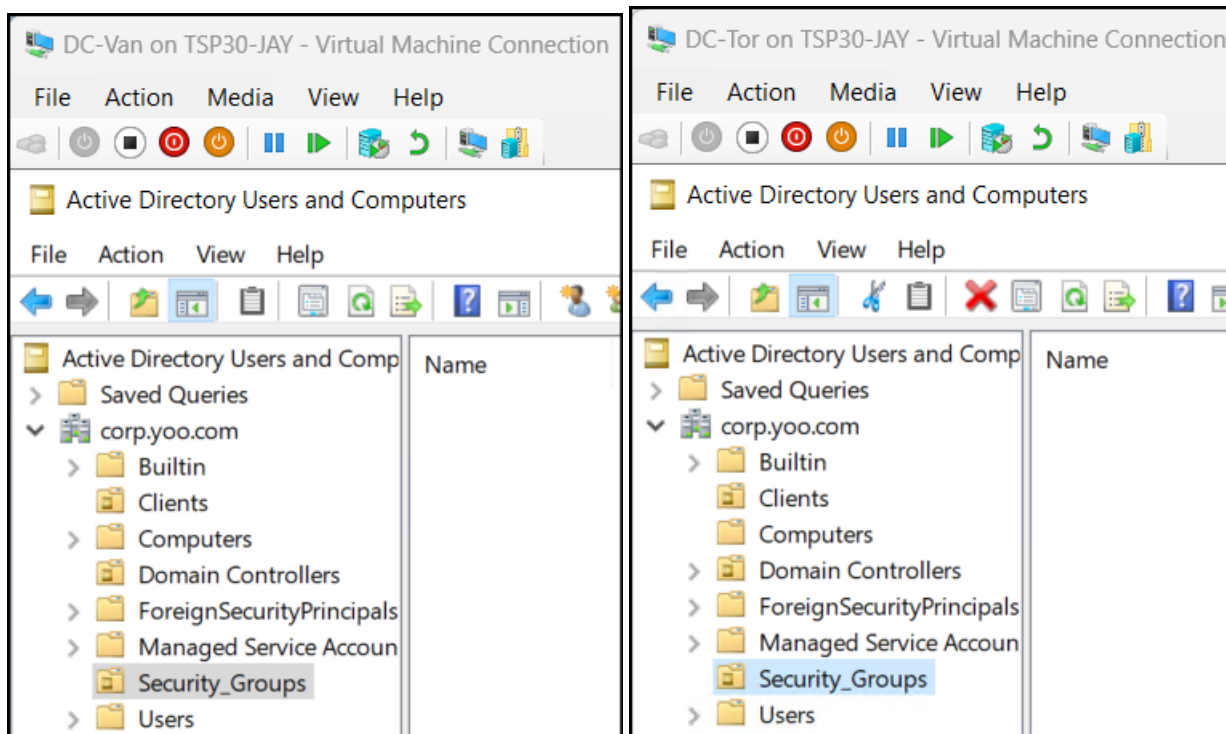 DC-Van on TSP30-JAY - Virtual Machine Connection
File Action Media View Help
Active Directory Users and Computers
File Action View Help
Active Directory Users and Comp
Name
Saved Queries
corp.yoo.com
Builtin
Clients
Computers
Domain Controllers
ForeignSecurityPrincipals
Managed Service Accoun
Security_Groups
Users
DC-Tor on TSP30-JAY - Virtual Machine Connection
File Action Media View Help
Active Directory Users and Computers
File Action View Help
Active Directory Users and Comp
Name
Saved Queries
corp.yoo.com
Builtin
Clients
Computers
Domain Controllers
ForeignSecurityPrincipals
Managed Service Accoun
Security_Groups
Users